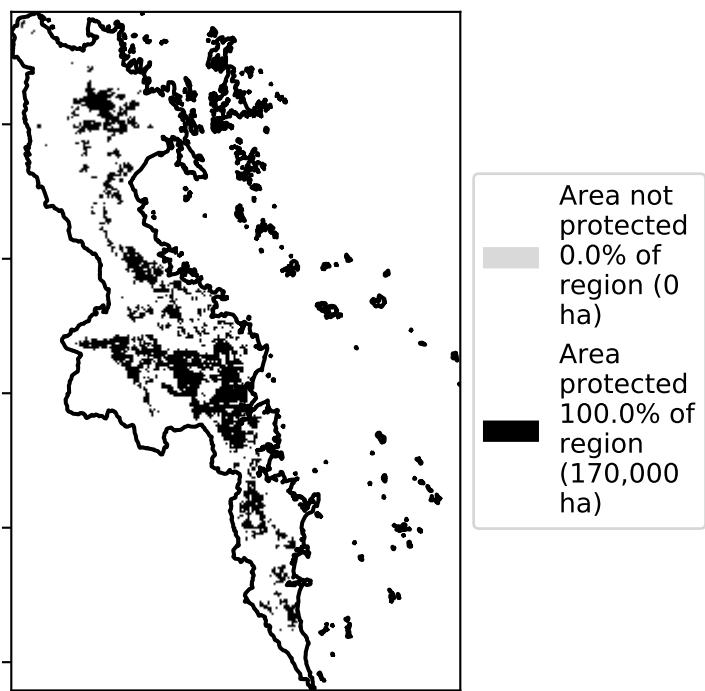 Area not
protected
0.0% of
region (0
ha)
Area
protected
100.0% of
region
(170,000
ha)